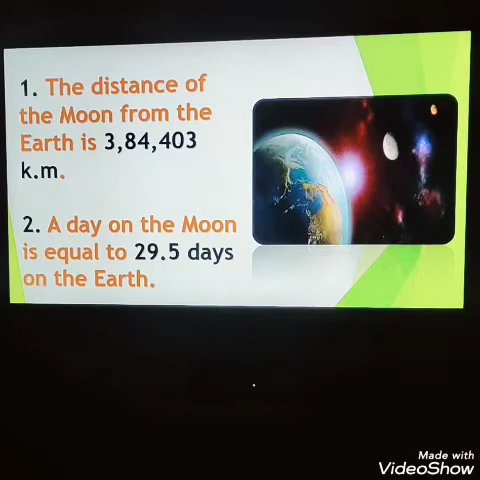 1. The distance of
the Moon from the
Earth is 3,84,403
k.m.
2. A day on the Moon
is equal to 29.5 days
on the Earth.
Made with
VideoShow